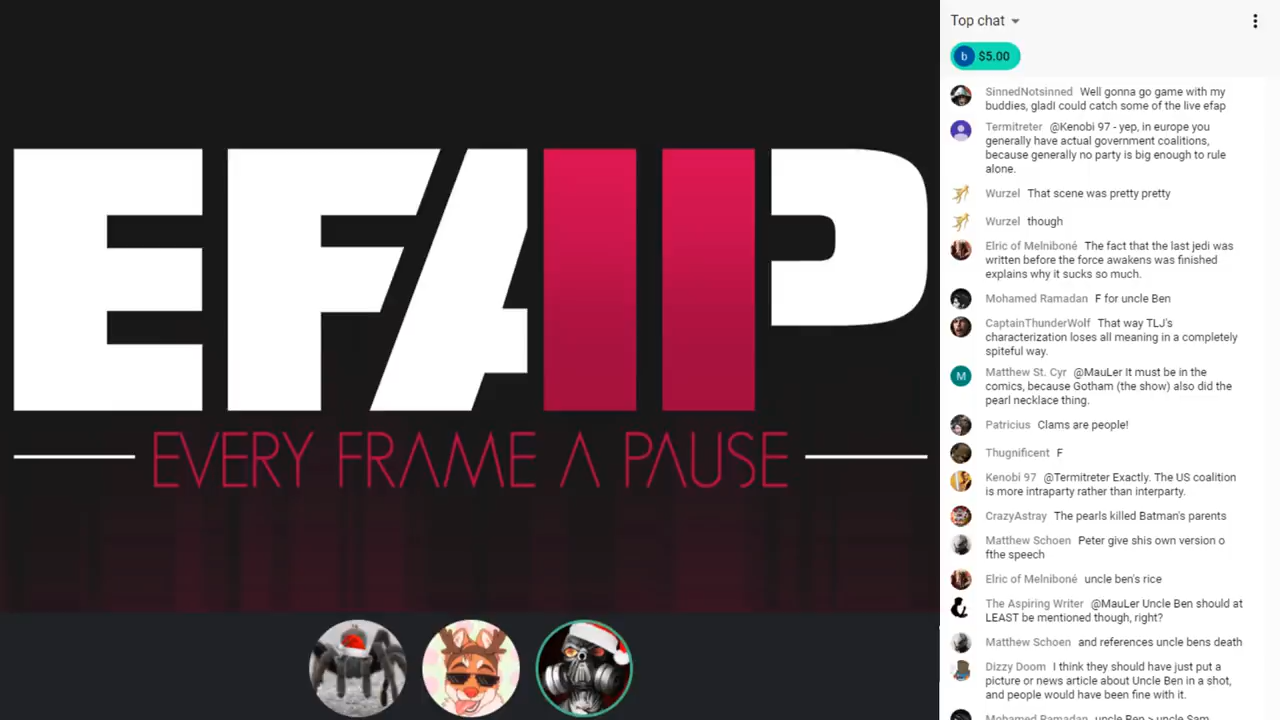 EFAP
EVERY FRAME A PAUSE
Top chat
b $5.00
SinnedNotsinned Well gonna go game with my
buddies, gladI could catch some of the live efap
Termitreter @Kenobi 97 - yep, in europe you
generally have actual government coalitions,
because generally no party is big enough to rule
alone.
Wurzel That scene was pretty pretty
Wurzel though
Elric of Melniboné The fact that the last jedi was
written before the force awakens was finished
explains why it sucks so much.
Mohamed Ramadan F for uncle Ben
CaptainThunderWolf That way TLJ's
characterization loses all meaning in a completely
spiteful way.
M Matthew St. Cyr @MauLer It must be in the
comics, because Gotham (the show) also did the
pearl necklace thing.
Patricius Clams are people!
Thugnificent F
Kenobi 97 @Termitreter Exactly. The US coalition
is more intraparty rather than interparty.
CrazyAstray The pearls killed Batman's parents
Matthew Schoen Peter give shis own version o
fthe speech
Elric of Melniboné uncle ben's rice
The Aspiring Writer @MauLer Uncle Ben should at
LEAST be mentioned though, right?
Matthew Schoen and references uncle bens death
Dizzy Doom I think they should have just put a
picture or news article about Uncle Ben in a shot,
and people would have been fine with it.
Mohamed Ramadan uncle Ben > uncle Sam